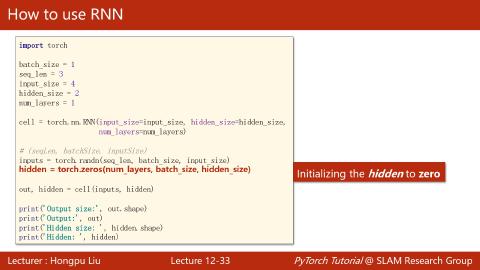 How to use RNN
import torch
batch_size = 1
seq_len = 3
input_size = 4
hidden_size = 2
num_layers = 1
cell = torch.nn.RNN(input_size=input_size, hidden_size=hidden_size,
num_layers=num_layers)
# (seqLen, batchSize, inputSize)
inputs = torch.randn(seq_len, batch_size, input_size)
hidden = torch.zeros(num_layers, batch_size, hidden_size)
out, hidden = cell(inputs, hidden)
print('Output size:', out.shape)
print('Output:', out)
print('Hidden size: ', hidden.shape)
print('Hidden: ', hidden)
Initializing the hidden to zero
Lecturer : Hongpu Liu
Lecture 12-33
PyTorch Tutorial @ SLAM Research Group